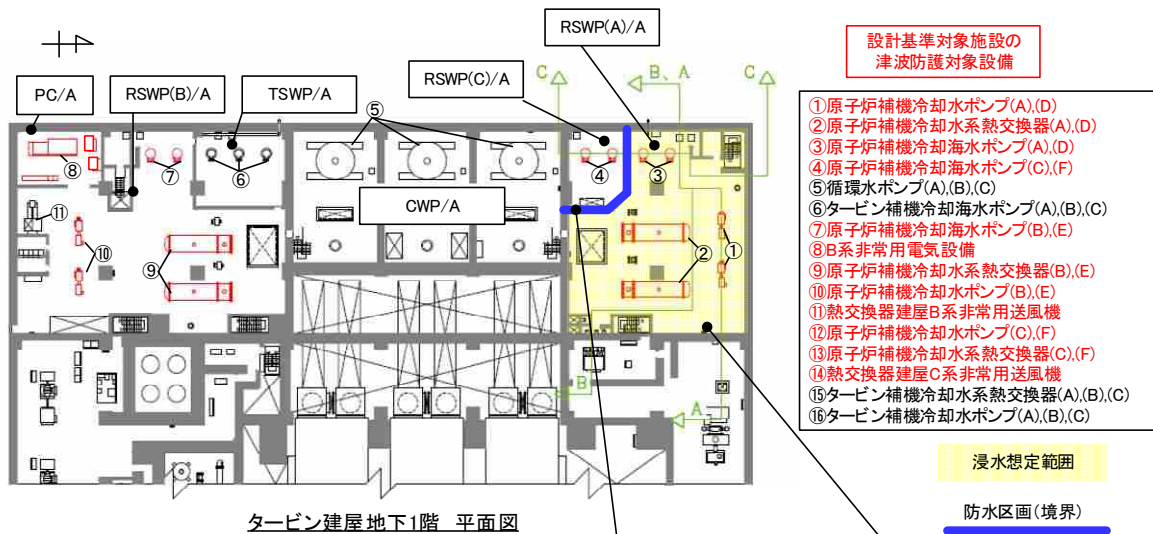 RSWP(A)/A
設計基準対象施設の
津波防護対象設備
RSWP(C)/A
C
B、A
C
PC/A
RSWP(B)/A
TSWP/A
⑤
⑧
⑦
⑥
④
③
CWP/A
⑪
⑩
⑨
②
①
B
A
①原子炉補機冷却水ポンプ(A),(D)
②原子炉補機冷却水系熱交換器(A),(D)
③原子炉補機冷却海水ポンプ(A),(D)
④原子炉補機冷却海水ポンプ(C),(F)
⑤循環水ポンプ(A),(B),(C)
⑥タービン補機冷却海水ポンプ(A),(B),(C)
⑦原子炉補機冷却海水ポンプ(B),(E)
⑧B系非常用電気設備
⑨原子炉補機冷却水系熱交換器(B),(E)
⑩原子炉補機冷却水ポンプ(B),(E)
⑪熱交換器建屋B系非常用送風機
⑫原子炉補機冷却水ポンプ(C),(F)
⑬原子炉補機冷却水系熱交換器(C),(F)
⑭熱交換器建屋C系非常用送風機
⑮タービン補機冷却水系熱交換器(A),(B),(C)
⑯タービン補機冷却水ポンプ(A),(B),(C)
浸水想定範囲
防水区画(境界)
タービン建屋地下1階 平面図